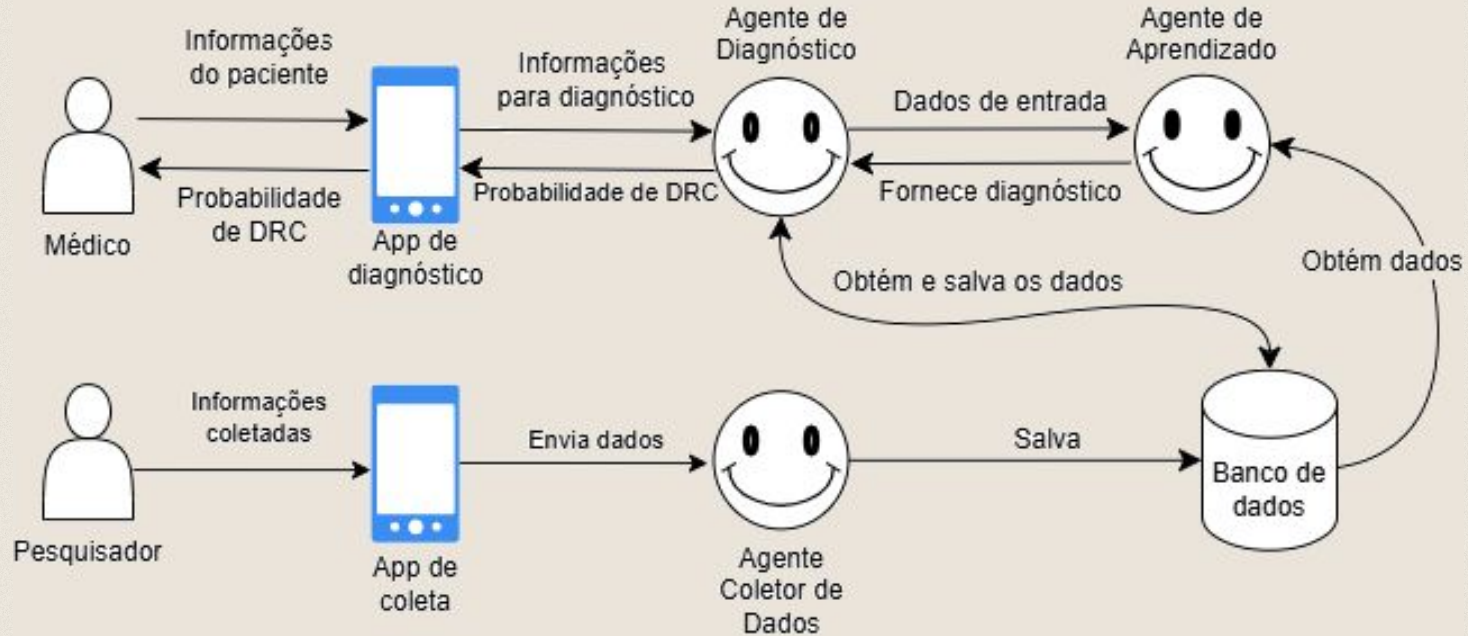 Informações
do paciente
Probabilidade
de DRC
Médico
App de
diagnóstico
Informações
para diagnóstico
Probabilidade de DRC
Agente de
Diagnóstico
Dados de entrada
Fornece diagnóstico
Agente de
Aprendizado
Obtém e salva os dados
Obtém dados
Pesquisador
Informações
coletadas
App de
coleta
Envia dados
Agente
Coletor de
Dados
Salva
Banco de
dados